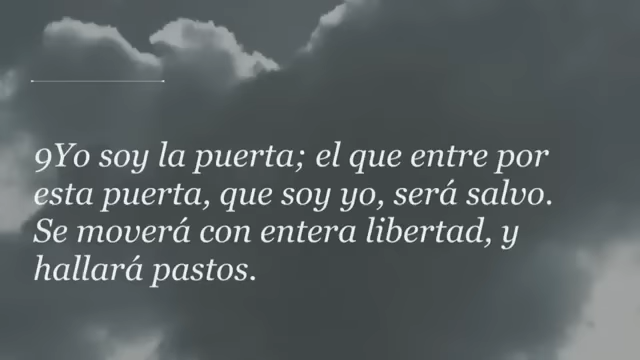 9Yo soy la puerta; el que entre por
esta puerta, que soy yo, será salvo.
Se moverá con entera libertad, y
hallará pastos.